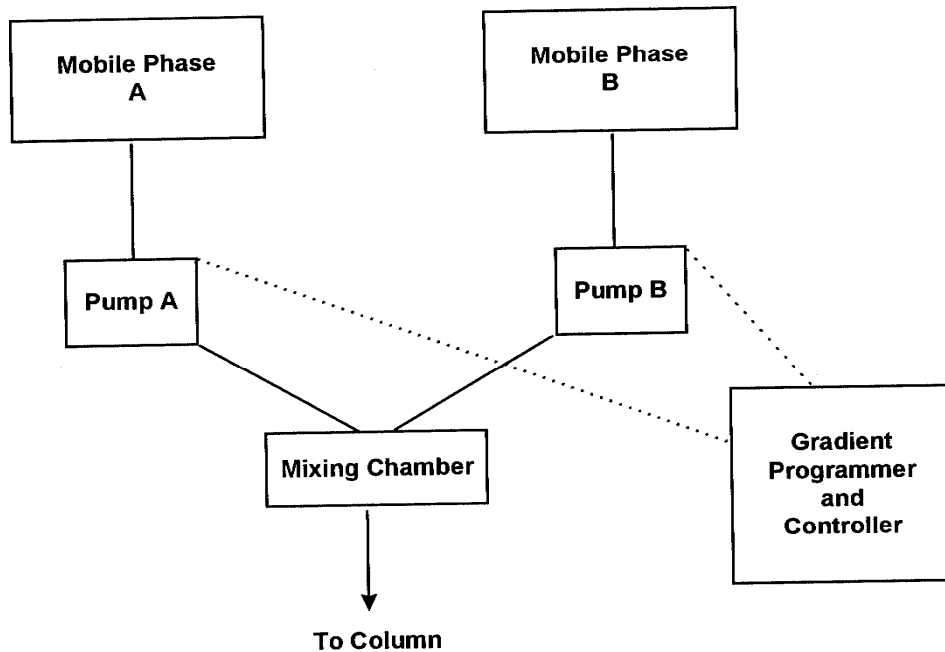 Mobile Phase
A
Mobile Phase
B
Pump A
Pump B
Mixing Chamber
Gradient
Programmer
and
Controller
To Column